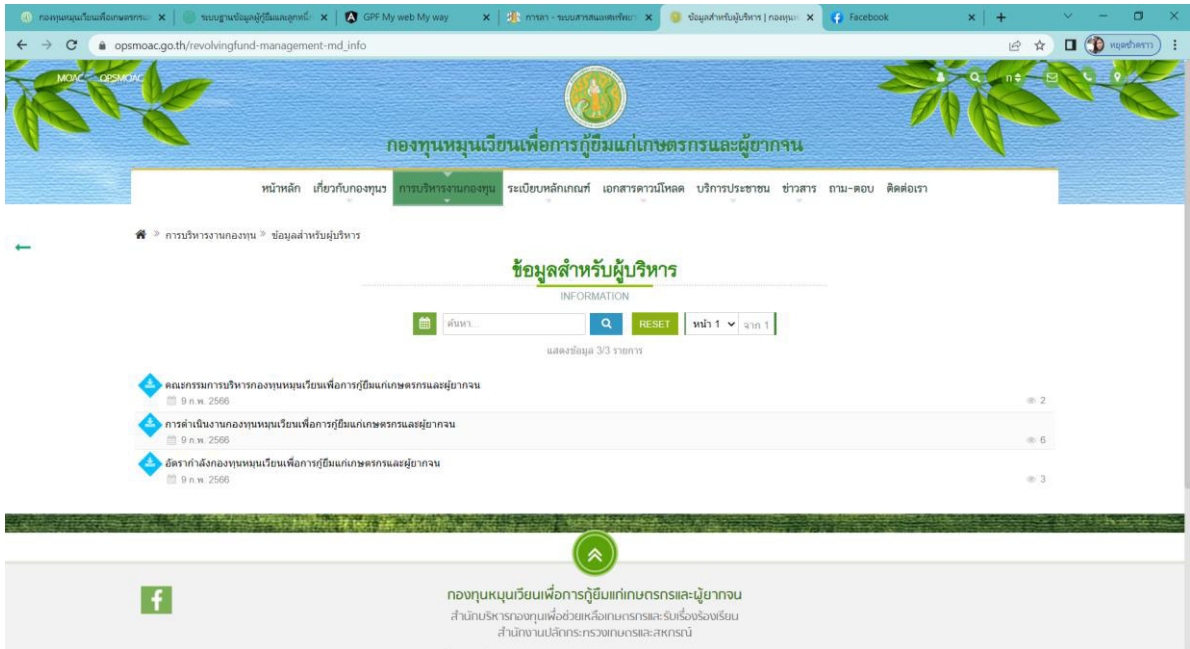 กองทุนหมุนเวียนเพื่อเกษตรกรแล
ระบบฐานข้อมูลผู้กู้ยืมและลูกหนี้
GPF My web My way
การลา - ระบบสารสนเทศทรัพยา
ข้อมูลสำหรับผู้บริหาร | กองทุนห
Facebook
opsmoac.go.th/revolvingfund-management-md_info
หยุดชั่วคราว
MOAC OPSMOAC
ก
กองทุนหมุนเวียนเพื่อการกู้ยืมแก่เกษตรกรและผู้ยากจน
หน้าหลัก เกี่ยวกับกองทุนฯ การบริหารงานกองทุน ระเบียบหลักเกณฑ์ เอกสารดาวน์โหลด บริการประชาชน ข่าวสาร ถาม-ตอบ ติดต่อเรา
» การบริหารงานกองทุน » ข้อมูลสำหรับผู้บริหาร
ข้อมูลสำหรับผู้บริหาร
INFORMATION
ค้นหา... RESET หน้า 1 จาก 1
แสดงข้อมูล 3/3 รายการ
คณะกรรมการบริหารกองทุนหมุนเวียนเพื่อการกู้ยืมแก่เกษตรกรและผู้ยากจน
9 ก.พ. 2566 2
การดำเนินงานกองทุนหมุนเวียนเพื่อการกู้ยืมแก่เกษตรกรและผู้ยากจน
9 ก.พ. 2566 6
อัตรากำลังกองทุนหมุนเวียนเพื่อการกู้ยืมแก่เกษตรกรและผู้ยากจน
9 ก.พ. 2566 3
กองทุนหมุนเวียนเพื่อการกู้ยืมแก่เกษตรกรและผู้ยากจน
สำนักบริหารกองทุนเพื่อช่วยเหลือเกษตรกรและรับเรื่องร้องเรียน
สำนักงานปลัดกระทรวงเกษตรและสหกรณ์